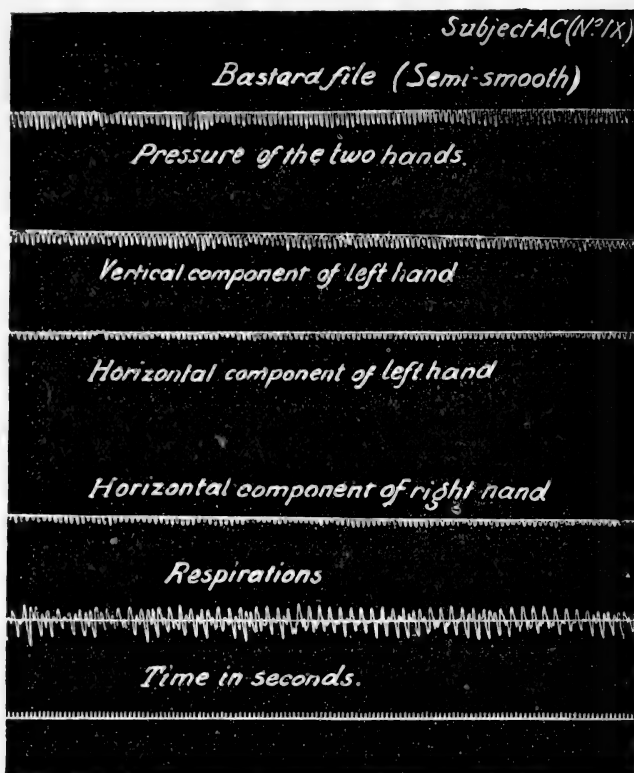 Subject AC (Nº IX)
Bastard file (Semi-smooth)
Pressure of the two hands.
Vertical component of left hand
Horizontal component of left hand
Horizontal component of right hand
Respirations
Time in seconds.